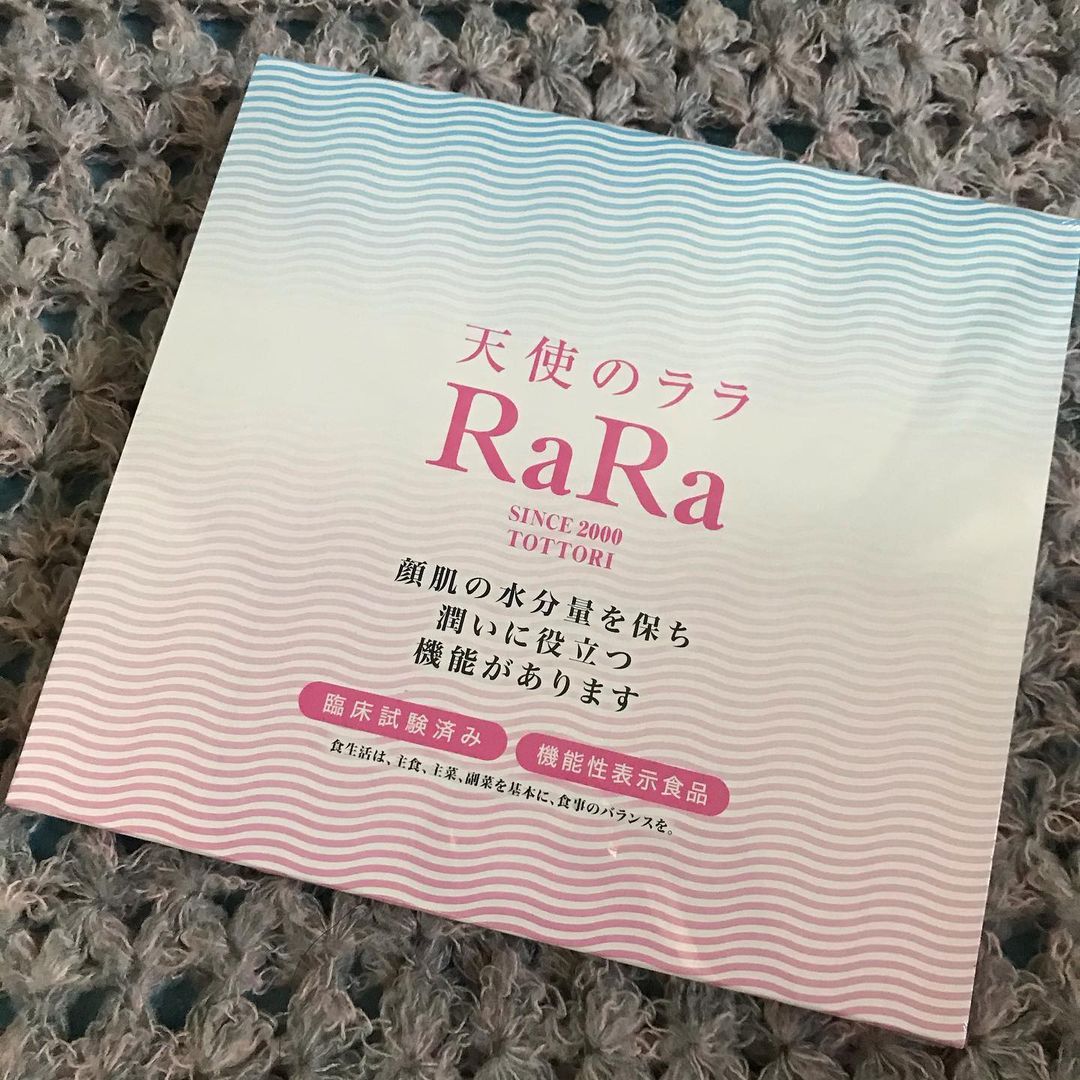 天使のララ
RaRa
SINCE 2000
TOTTORI
顔肌の水分量を保ち
潤いに役立つ
機能があります
臨床試験済み
機能性表示食品
食生活は、主食、主菜、副菜を基本に、食事のバランスを。